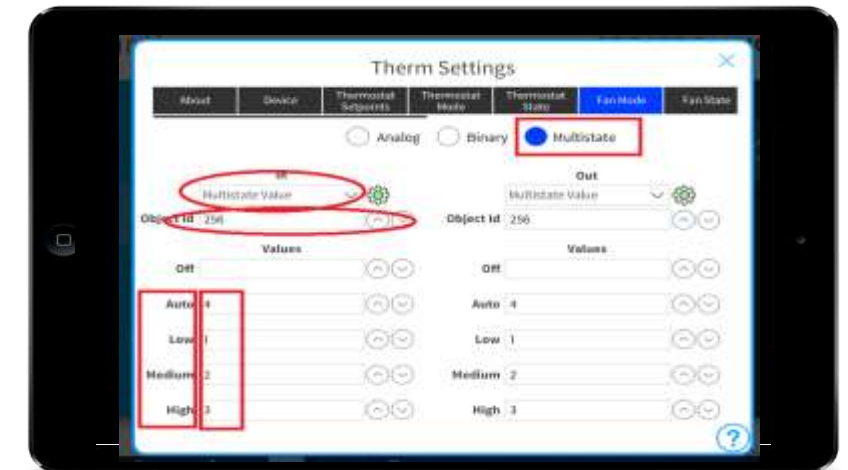 Therm Settings
About Device Thermostat Setpoints Thermostat Mode Thermostat State Fan Mode Fan State
Analog Binary Multistate
In Out
Multistate Value Multistate Value
Object Id 256 Object Id 256
Values Values
Off Off
Auto 4 Auto 4
Low 1 Low 1
Medium 2 Medium 2
High 3 High 3
?